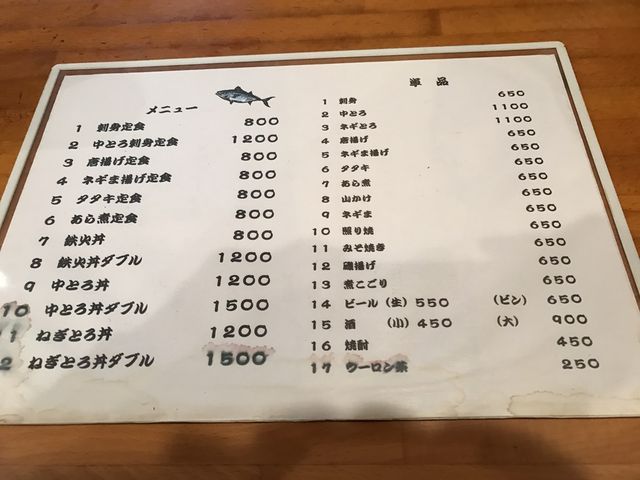 メニュー
1 刺身定食 800
2 中とろ刺身定食 1200
3 唐揚げ定食 800
4 ネギま揚げ定食 800
5 タタキ定食 800
6 あら煮定食 800
7 鉄火丼 800
8 鉄火丼ダブル 1200
9 中とろ丼 1200
10 中とろ丼ダブル 1500
11 ねぎとろ丼 1200
2 ねぎとろ丼ダブル 1500
単品
1 刺身 650
2 中とろ 1100
3 ネギとろ 1100
4 唐揚げ 650
5 ネギま揚げ 650
6 タタキ 650
7 あら煮 650
8 山かけ 650
9 ネギま 650
10 照り焼 650
11 みそ焼き 650
12 磯揚げ 650
13 煮こごり 650
14 ビール (生) 550 (ビン) 650
15 酒 (小) 450 (大) 900
16 焼酎 450
17 ウーロン茶 250